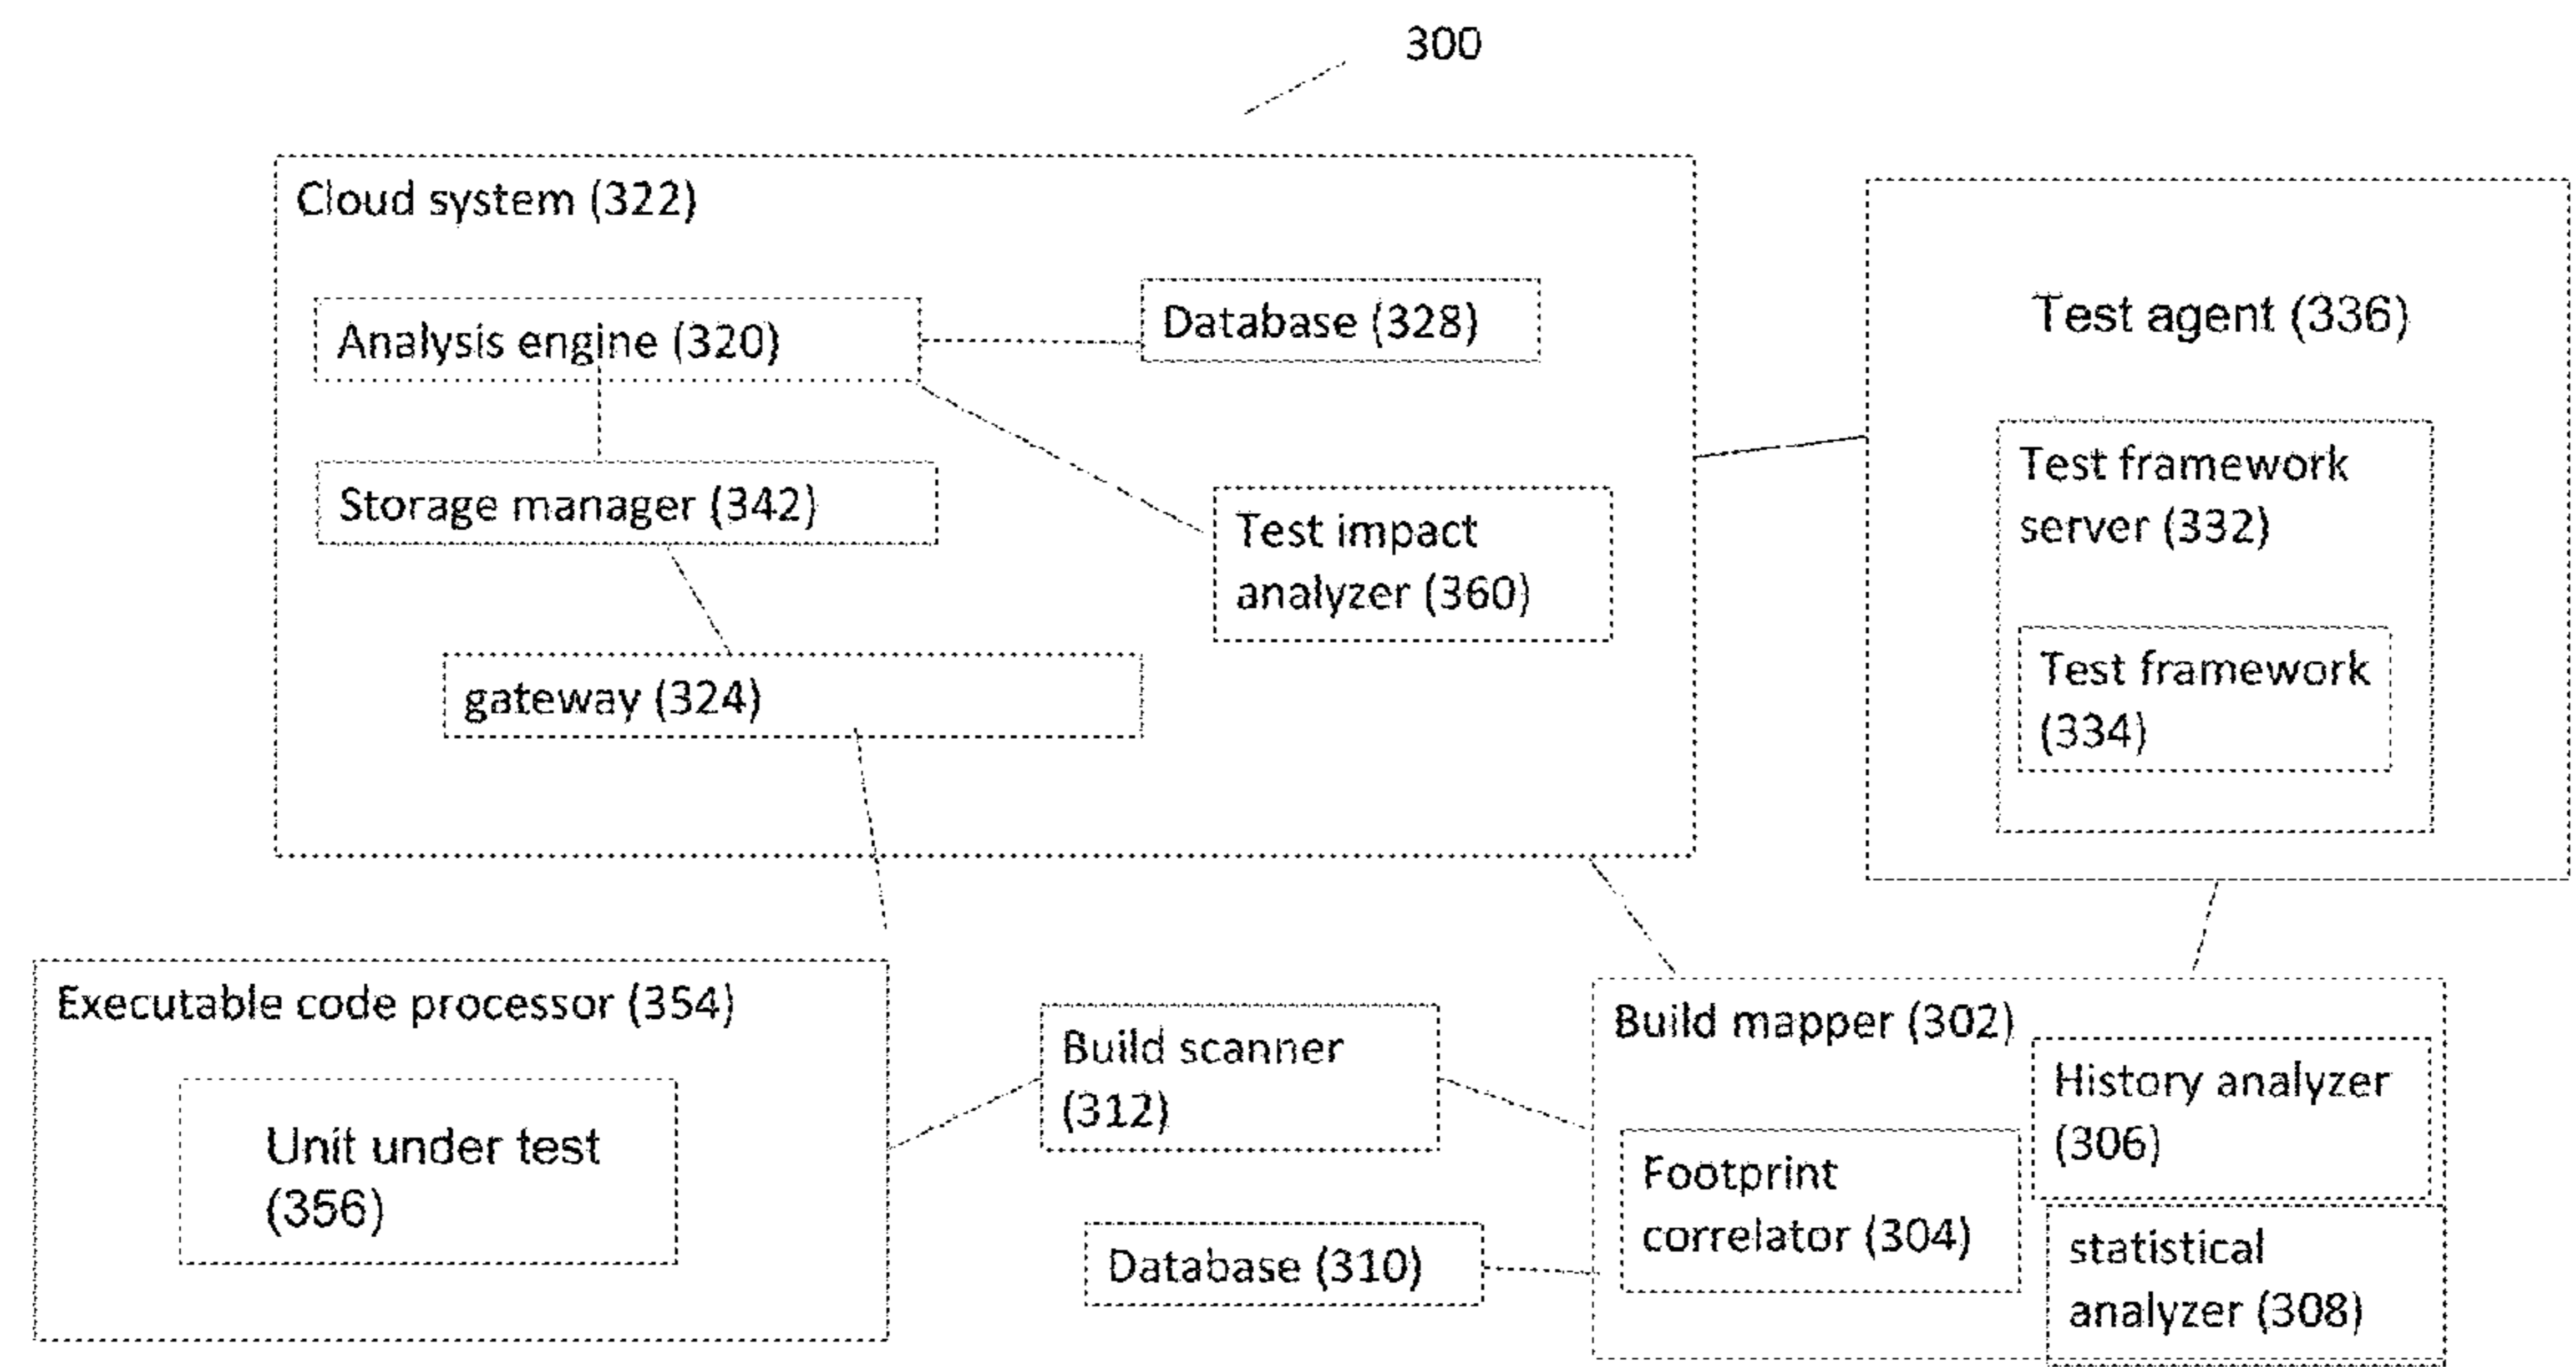 300
Cloud system (322)
Analysis engine (320)
Database (328)
Storage manager (342)
Test impact
analyzer (360)
gateway (324)
Test agent (336)
Test framework
server (332)
Test framework
(334)
Executable code processor (354)
Unit under test
(356)
Build scanner
(312)
Database (310)
Build mapper (302)
History analyzer
(306)
Footprint
correlator (304)
statistical
analyzer (308)